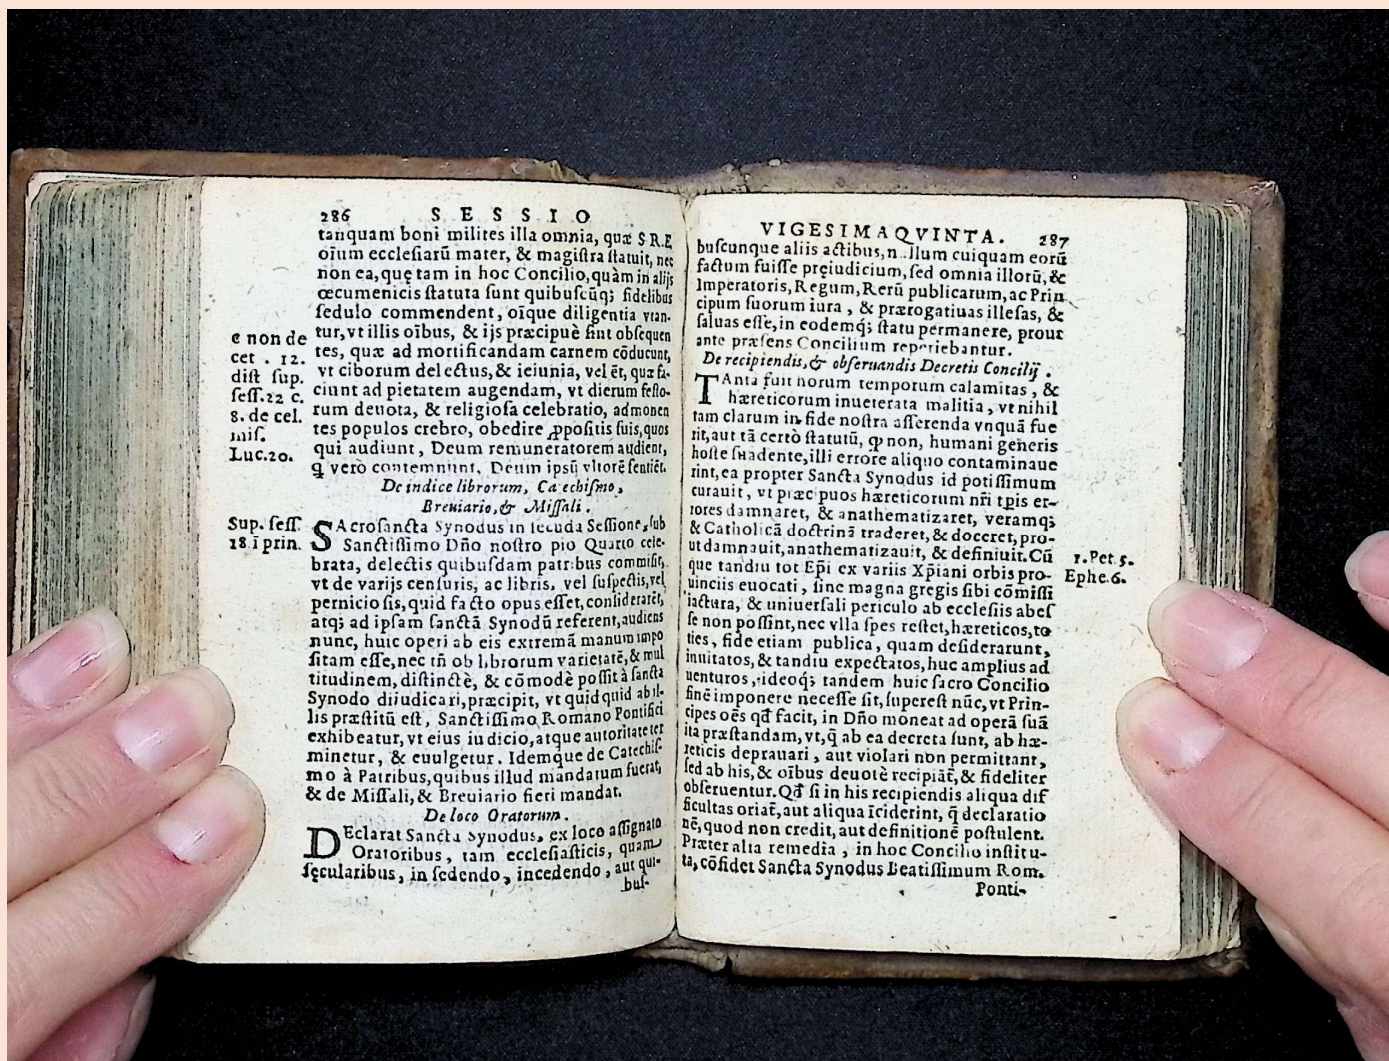 286 SESSIO
tanquam boni milites illa omnia, quæ S R.E
oīum ecclesiarū mater, & magistra statuit, nec
non ea, quę tam in hoc Concilio, quàm in alijs
œcumenicis statuta sunt quibuscūq; fidelibus
sedulo commendent, oīque diligentia vtan-
tur, vt illis oībus, & ijs præcipuè sint obsequen
tes, quæ ad mortificandam carnem cōducunt,
vt ciborum delectus, & ieiunia, vel ēt, quæ fa-
ciunt ad pietatem augendam, vt dierum festo-
rum deuota, & religiosa celebratio, admonen
tes populos crebro, obedire ꝓpositis suis, quos
qui audiunt, Deum remuneratorem audient,
q̄ vero contemnunt, Deum ipsū vltorē sentiēt.
e non de
cet . 12.
dist sup.
sess.22 c.
8. de cel.
mis.
Luc.20.
De indice librorum, Ca echismo,
Breuiario, & Missali.
Sup. sess
18 ī prin.
SAcrosancta Synodus in secūda Sessione, sub
Sanctissimo Dño nostro pio Quarto cele-
brata, delectis quibusdam patribus commisit,
vt de varijs censuris, ac libris, vel suspectis, vel
perniciosis, quid facto opus esset, considerarēt,
atq; ad ipsam sanctā Synodū referent, audiens
nunc, huic operi ab eis extremā manum impo
sitam esse, nec tñ ob librorum varietatē, & mul
titudinem, distinctè, & cōmodè possit à sancta
Synodo diiudicari, præcipit, vt quidquid ab il-
lis præstitū est, Sanctissimo Romano Pontifici
exhibeatur, vt eius iudicio, atque autoritate ter
minetur, & euulgetur. Idemque de Catechis-
mo à Patribus, quibus illud mandatum fuerat,
& de Missali, & Breuiario fieri mandat.
De loco Oratorum.
DEclarat Sancta Synodus, ex loco assignato
Oratoribus, tam ecclesiasticis, quam
sęcularibus, in sedendo, incedendo, aut qui-
bus-
VIGESIMAQVINTA. 287
buscunque aliis actibus, n llum cuiquam eorū
factum fuisse pręiudicium, sed omnia illorū, &
Imperatoris, Regum, Rerū publicarum, ac Prin
cipum suorum iura , & prærogatiuas illesas, &
saluas esse, in eodemq; statu permanere, prout
ante præsens Concilium reperiebantur.
De recipiendis, & obseruandis Decretis Concilij .
TAnta fuit horum temporum calamitas , &
hæreticorum inueterata malitia , vt nihil
tam clarum in fide nostra asserenda vnquā fue
rit, aut tā certò statutū, ꝙ non, humani generis
hoste suadente, illi errore aliquo contaminaue
rint, ea propter Sancta Synodus id potissimum
curauit , vt præc puos hæreticorum nr̄i tp̄is er-
rores damnaret, & anathematizaret, veramq;
& Catholicā doctrinā traderet, & doceret, pro-
ut damnauit, anathematizauit, & definiuit. Cū
que tandiu tot Ep̄i ex variis Xp̄iani orbis pro-
uinciis euocati , sine magna gregis sibi cōmissi
iactura, & uniuersali periculo ab ecclesiis abes
se non possint, nec vlla spes restet, hæreticos, to
ties , fide etiam publica , quam desiderarunt,
inuitatos, & tandiu expectatos, huc amplius ad
uenturos , ideoq; tandem huic sacro Concilio
finē imponere necesse sit, superest nūc, vt Prin-
cipes oēs qđ facit, in Dño moneat ad operā suā
ita præstandam, vt, q̄ ab ea decreta sunt, ab hæ-
reticis deprauari , aut violari non permittant,
sed ab his, & oībus deuotè recipiāt, & fideliter
obseruentur. Qđ si in his recipiendis aliqua dif
ficultas oriat̄, aut aliqua īciderint, q̄ declaratio
nē, quod non credit, aut definitionē postulent.
Præter alia remedia , in hoc Concilio institu-
ta, cōfidet Sancta Synodus Beatissimum Rom.
Ponti-
1. Pet. 5.
Ephe. 6.